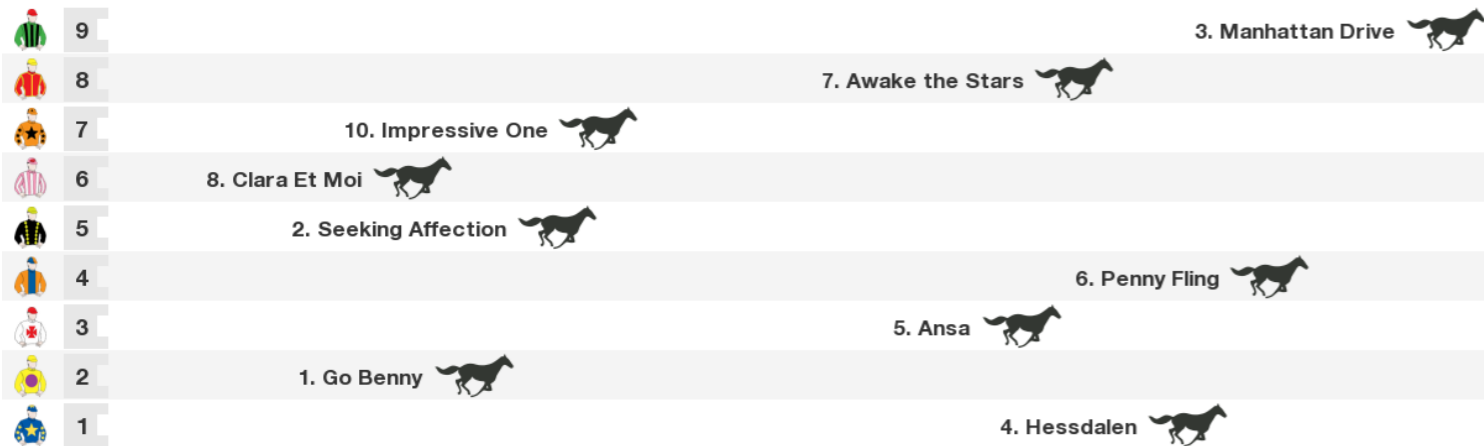 9 3. Manhattan Drive
8 7. Awake the Stars
7 10. Impressive One
6 8. Clara Et Moi
5 2. Seeking Affection
4 6. Penny Fling
3 5. Ansa
2 1. Go Benny
1 4. Hessdalen